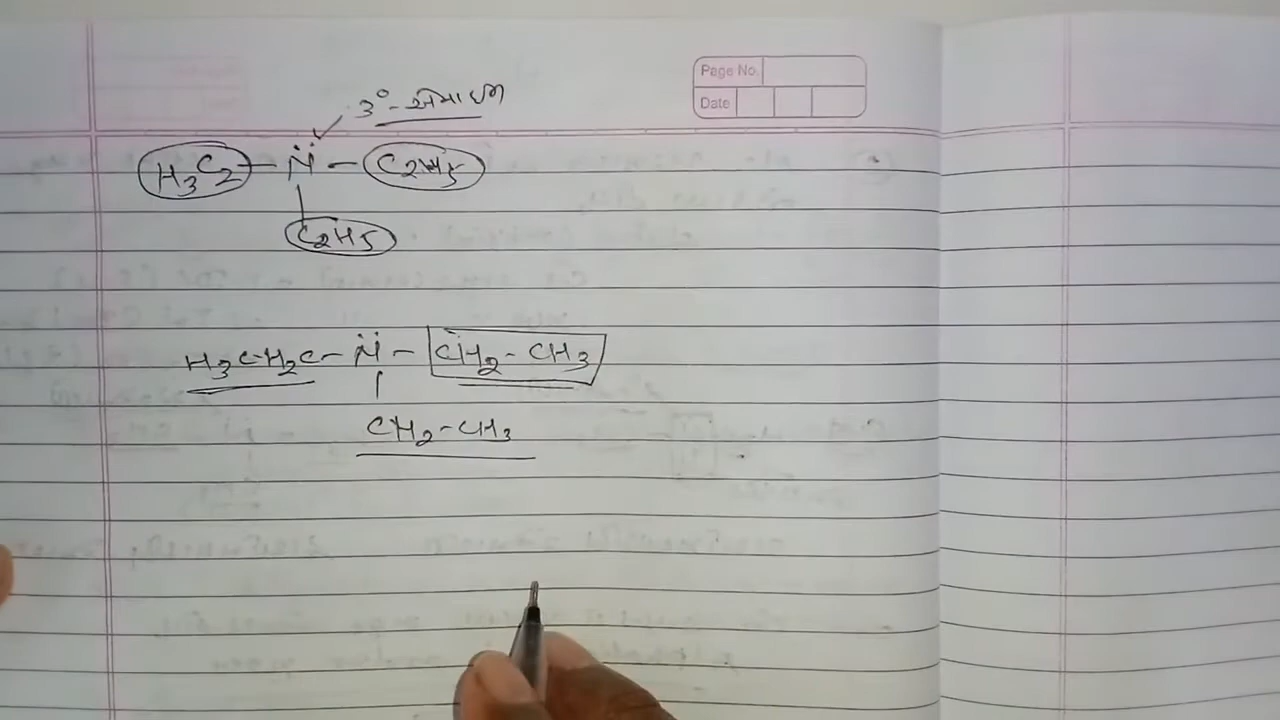 Page No.
Date
3° - એમાઇન
H3C2 — N̈ — C2H5
|
C2H5
H3C-H2C - N̈ - CH2 - CH3
|
CH2 - CH3